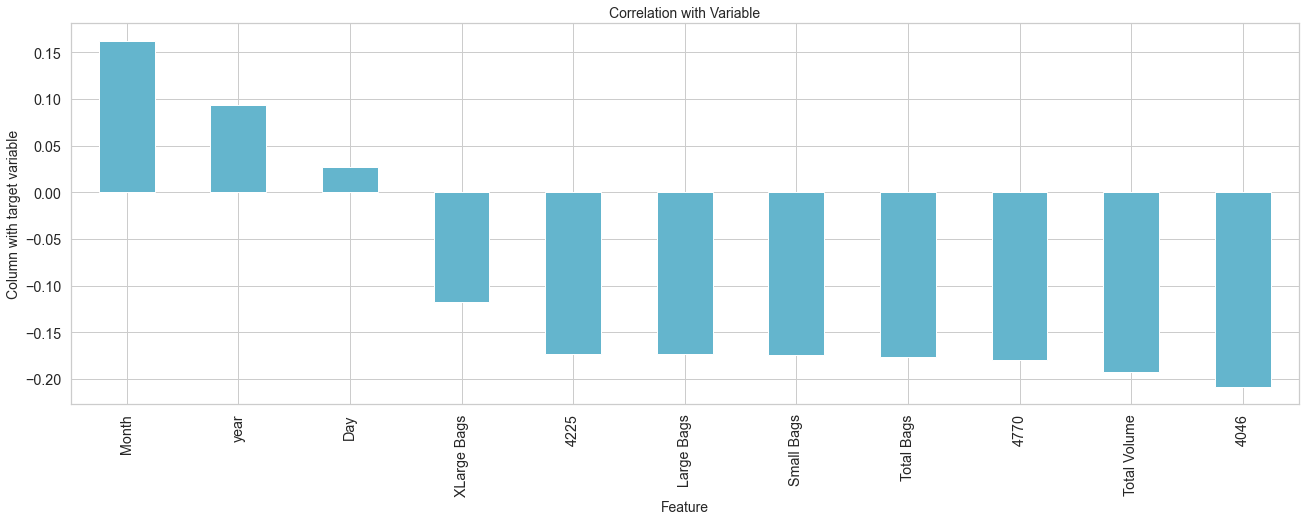 Correlation with Variable
Column with target variable
0.15
0.10
0.05
0.00
−0.05
−0.10
−0.15
−0.20
Month
year
Day
XLarge Bags
4225
Large Bags
Small Bags
Total Bags
4770
Total Volume
4046
Feature